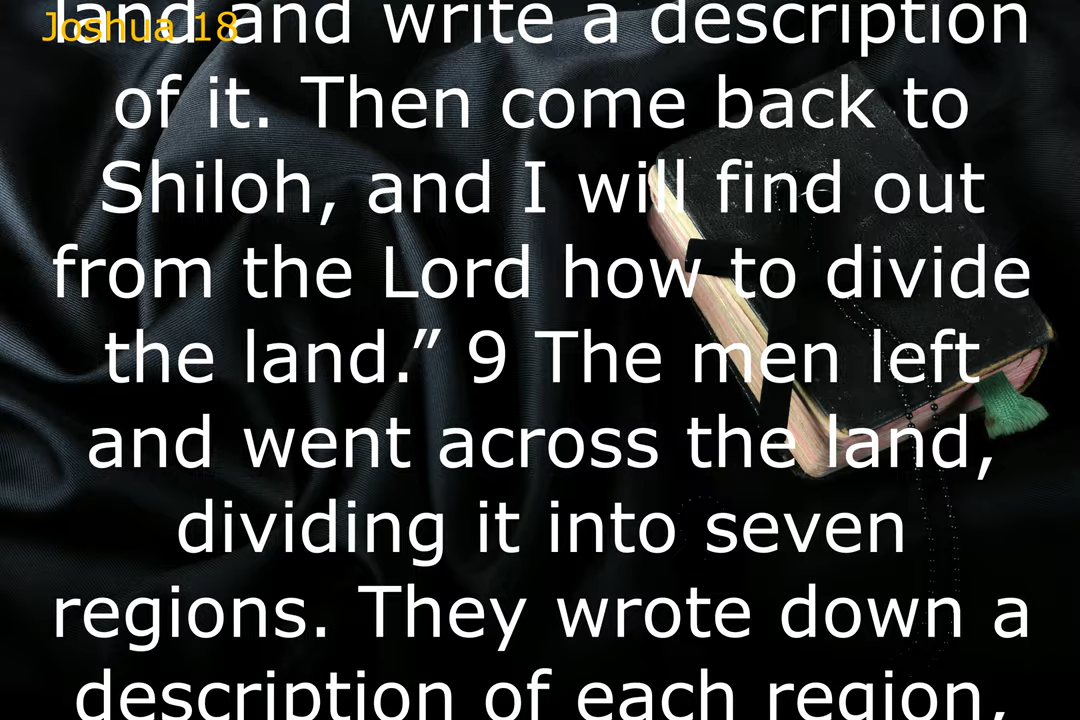 Joshua 18
land and write a description
of it. Then come back to
Shiloh, and I will find out
from the Lord how to divide
the land.” 9 The men left
and went across the land,
dividing it into seven
regions. They wrote down a
description of each region,